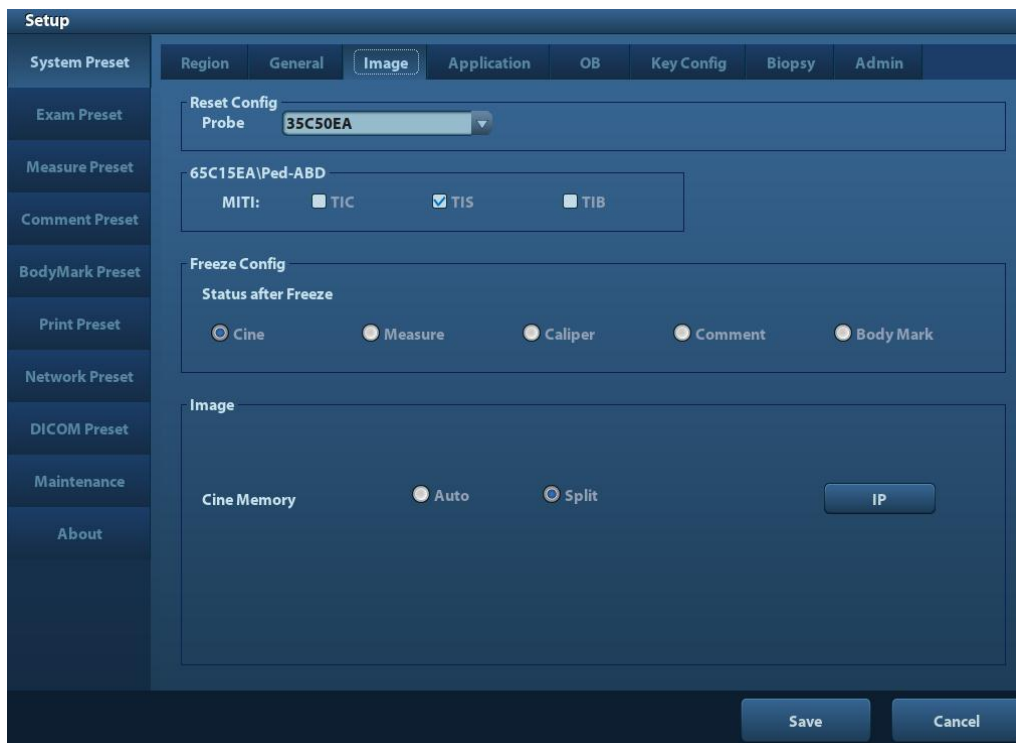 Setup
System Preset
Exam Preset
Measure Preset
Comment Preset
BodyMark Preset
Print Preset
Network Preset
DICOM Preset
Maintenance
About
Region General Image Application OB Key Config Biopsy Admin
Reset Config
Probe 35C50EA
65C15EA\Ped-ABD
MITI: TIC TIS TIB
Freeze Config
Status after Freeze
Cine Measure Caliper Comment Body Mark
Image
Cine Memory Auto Split IP
Save Cancel